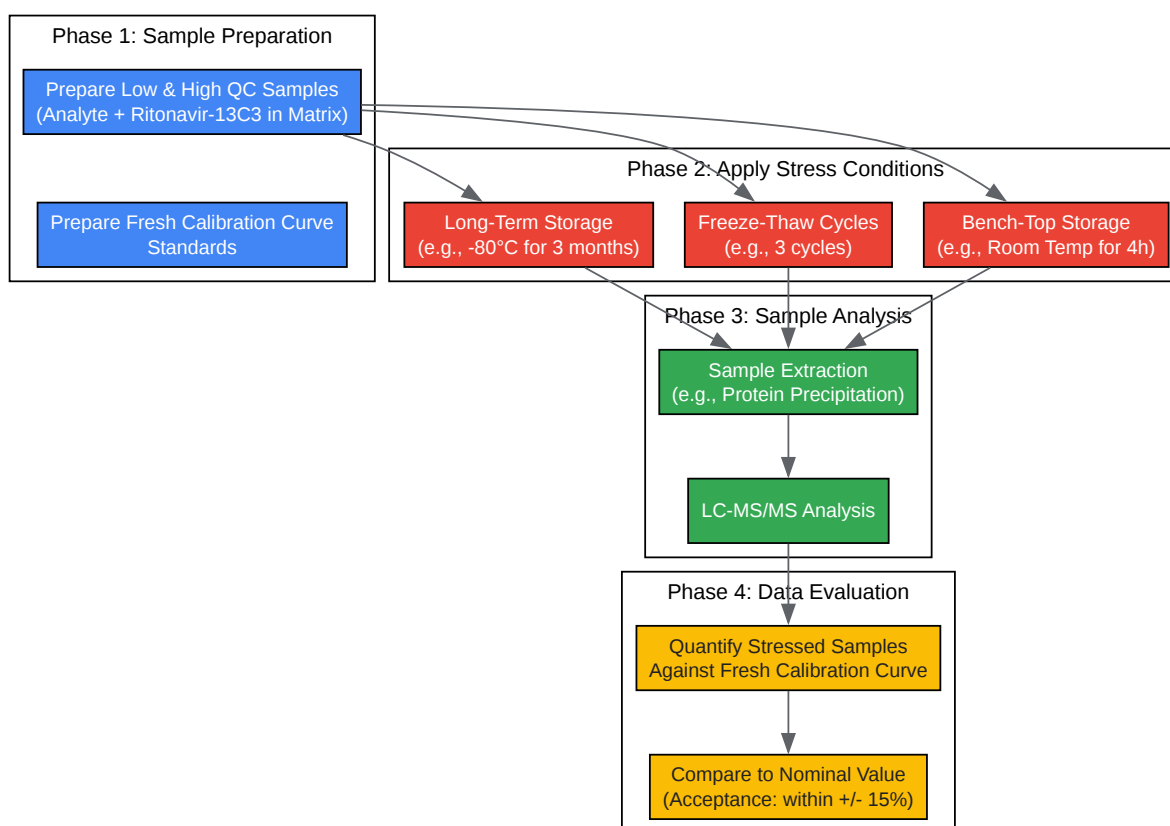 Phase 1: Sample Preparation
Prepare Low & High QC Samples
(Analyte + Ritonavir-13C3 in Matrix)
Prepare Fresh Calibration Curve
Standards
Phase 2: Apply Stress Conditions
Long-Term Storage
(e.g., -80°C for 3 months)
Freeze-Thaw Cycles
(e.g., 3 cycles)
Bench-Top Storage
(e.g., Room Temp for 4h)
Phase 3: Sample Analysis
Sample Extraction
(e.g., Protein Precipitation)
LC-MS/MS Analysis
Phase 4: Data Evaluation
Quantify Stressed Samples
Against Fresh Calibration Curve
Compare to Nominal Value
(Acceptance: within +/- 15%)